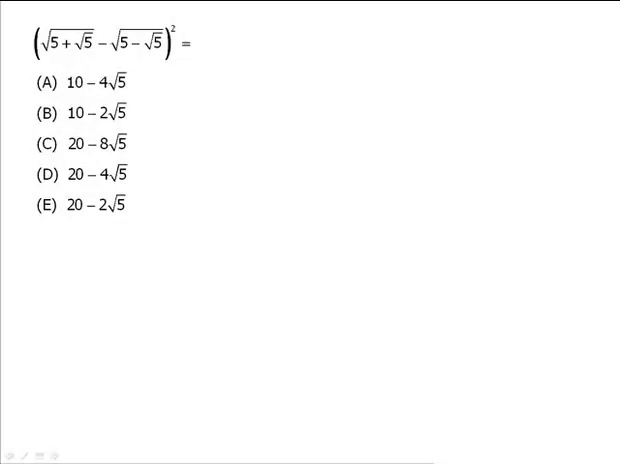 (√(5 + √5) – √(5 – √5))² =
(A) 10 – 4√5
(B) 10 – 2√5
(C) 20 – 8√5
(D) 20 – 4√5
(E) 20 – 2√5